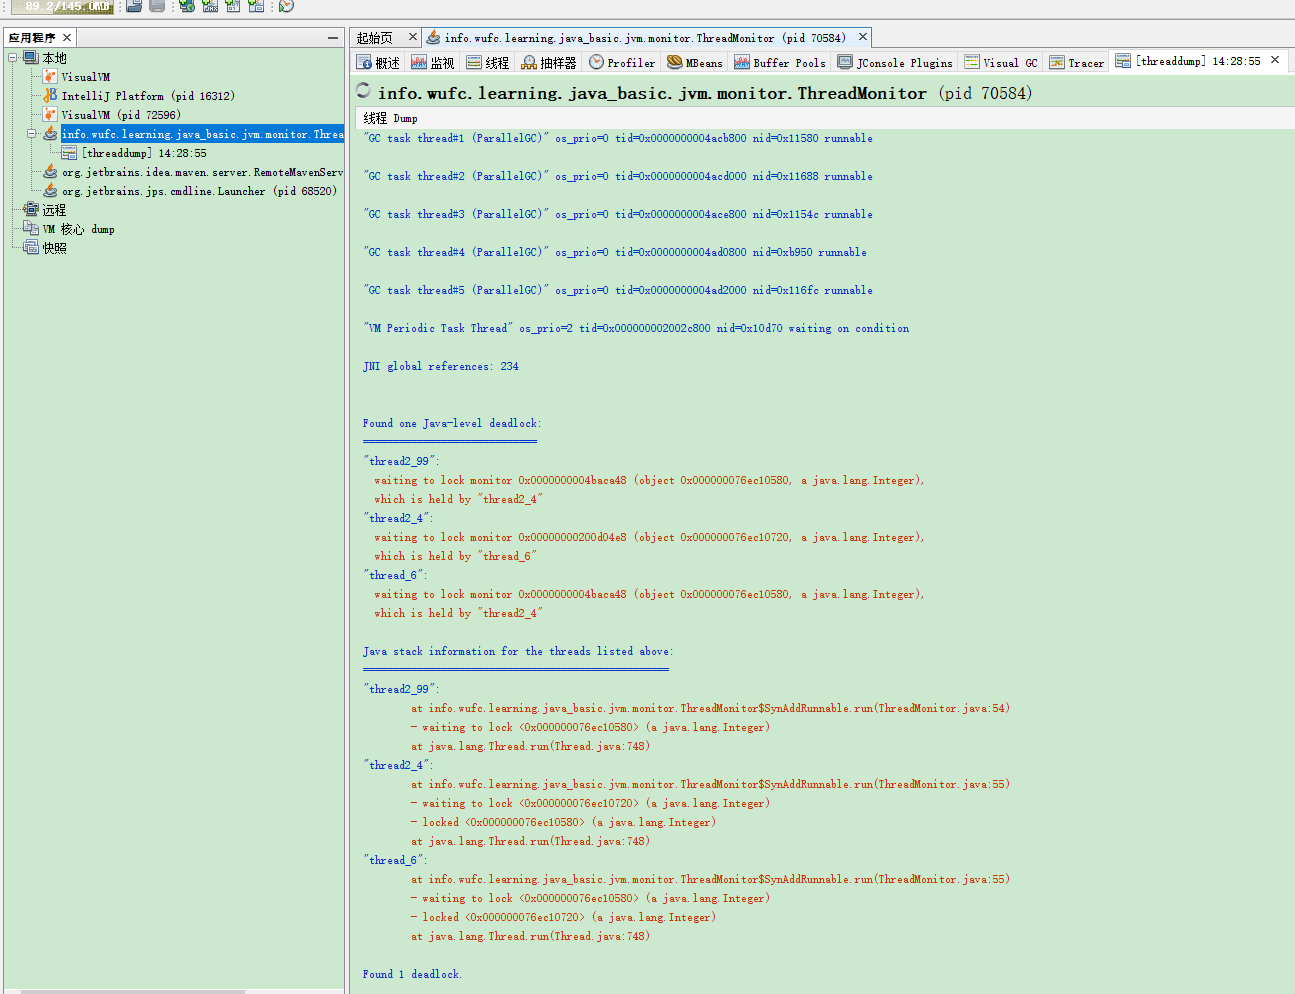 89.2/145.0MB
应用程序 ×
本地
VisualVM
IntelliJ Platform (pid 16312)
VisualVM (pid 72596)
info.wufc.learning.java_basic.jvm.monitor.Threa
[threaddump] 14:28:55
org.jetbrains.idea.maven.server.RemoteMavenServ
org.jetbrains.jps.cmdline.Launcher (pid 68520)
远程
VM 核心 dump
快照
起始页 × info.wufc.learning.java_basic.jvm.monitor.ThreadMonitor (pid 70584) ×
概述 监视 线程 抽样器 Profiler MBeans Buffer Pools JConsole Plugins Visual GC Tracer [threaddump] 14:28:55 ×
info.wufc.learning.java_basic.jvm.monitor.ThreadMonitor (pid 70584)
线程 Dump
"GC task thread#1 (ParallelGC)" os_prio=0 tid=0x0000000004acb800 nid=0x11580 runnable
"GC task thread#2 (ParallelGC)" os_prio=0 tid=0x0000000004acd000 nid=0x11688 runnable
"GC task thread#3 (ParallelGC)" os_prio=0 tid=0x0000000004ace800 nid=0x1154c runnable
"GC task thread#4 (ParallelGC)" os_prio=0 tid=0x0000000004ad0800 nid=0xb950 runnable
"GC task thread#5 (ParallelGC)" os_prio=0 tid=0x0000000004ad2000 nid=0x116fc runnable
"VM Periodic Task Thread" os_prio=2 tid=0x000000002002c800 nid=0x10d70 waiting on condition
JNI global references: 234
Found one Java-level deadlock:
=============================
"thread2_99":
waiting to lock monitor 0x0000000004baca48 (object 0x000000076ec10580, a java.lang.Integer),
which is held by "thread2_4"
"thread2_4":
waiting to lock monitor 0x00000000200d04e8 (object 0x000000076ec10720, a java.lang.Integer),
which is held by "thread_6"
"thread_6":
waiting to lock monitor 0x0000000004baca48 (object 0x000000076ec10580, a java.lang.Integer),
which is held by "thread2_4"
Java stack information for the threads listed above:
===================================================
"thread2_99":
at info.wufc.learning.java_basic.jvm.monitor.ThreadMonitor$SynAddRunnable.run(ThreadMonitor.java:54)
- waiting to lock <0x000000076ec10580> (a java.lang.Integer)
at java.lang.Thread.run(Thread.java:748)
"thread2_4":
at info.wufc.learning.java_basic.jvm.monitor.ThreadMonitor$SynAddRunnable.run(ThreadMonitor.java:55)
- waiting to lock <0x000000076ec10720> (a java.lang.Integer)
- locked <0x000000076ec10580> (a java.lang.Integer)
at java.lang.Thread.run(Thread.java:748)
"thread_6":
at info.wufc.learning.java_basic.jvm.monitor.ThreadMonitor$SynAddRunnable.run(ThreadMonitor.java:55)
- waiting to lock <0x000000076ec10580> (a java.lang.Integer)
- locked <0x000000076ec10720> (a java.lang.Integer)
at java.lang.Thread.run(Thread.java:748)
Found 1 deadlock.